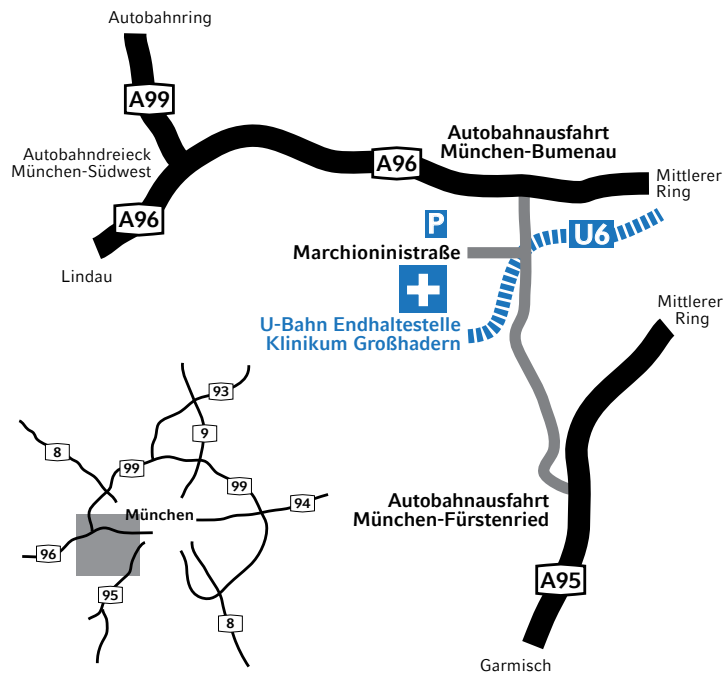 Autobahnring
A99
Autobahndreieck
München-Südwest
A96
Lindau
A96
Autobahnausfahrt
München-Bumenau
Mittlerer
Ring
P
U6
Marchioninistraße
U-Bahn Endhaltestelle
Klinikum Großhadern
Mittlerer
Ring
Autobahnausfahrt
München-Fürstenried
A95
Garmisch
93
9
8
99
99
94
München
96
95
8